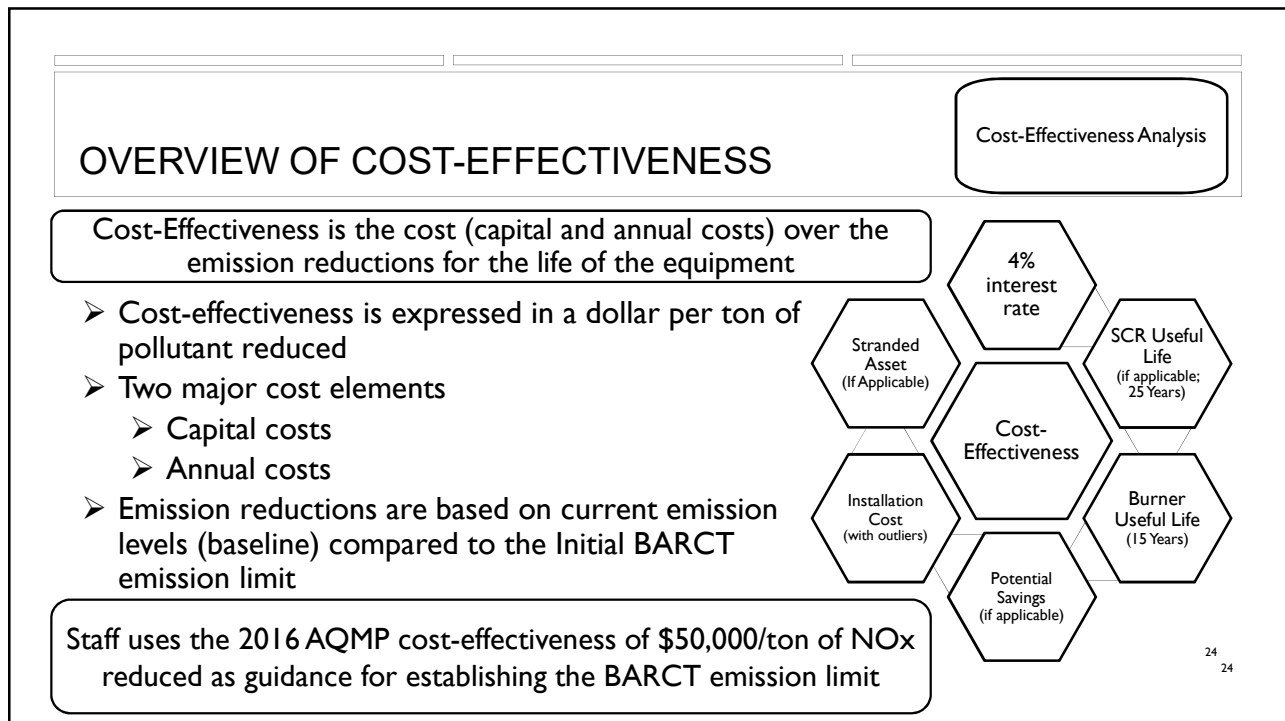 OVERVIEW OF COST-EFFECTIVENESS
Cost-Effectiveness Analysis
Cost-Effectiveness is the cost (capital and annual costs) over the
emission reductions for the life of the equipment
➢ Cost-effectiveness is expressed in a dollar per ton of
pollutant reduced
➢ Two major cost elements
➢ Capital costs
➢ Annual costs
➢ Emission reductions are based on current emission
levels (baseline) compared to the Initial BARCT
emission limit
Staff uses the 2016 AQMP cost-effectiveness of $50,000/ton of NOx
reduced as guidance for establishing the BARCT emission limit
4%
interest
rate
SCR Useful
Life
(if applicable;
25 Years)
Burner
Useful Life
(15 Years)
Potential
Savings
(if applicable)
Installation
Cost
(with outliers)
Stranded
Asset
(If Applicable)
Cost-
Effectiveness
24
24